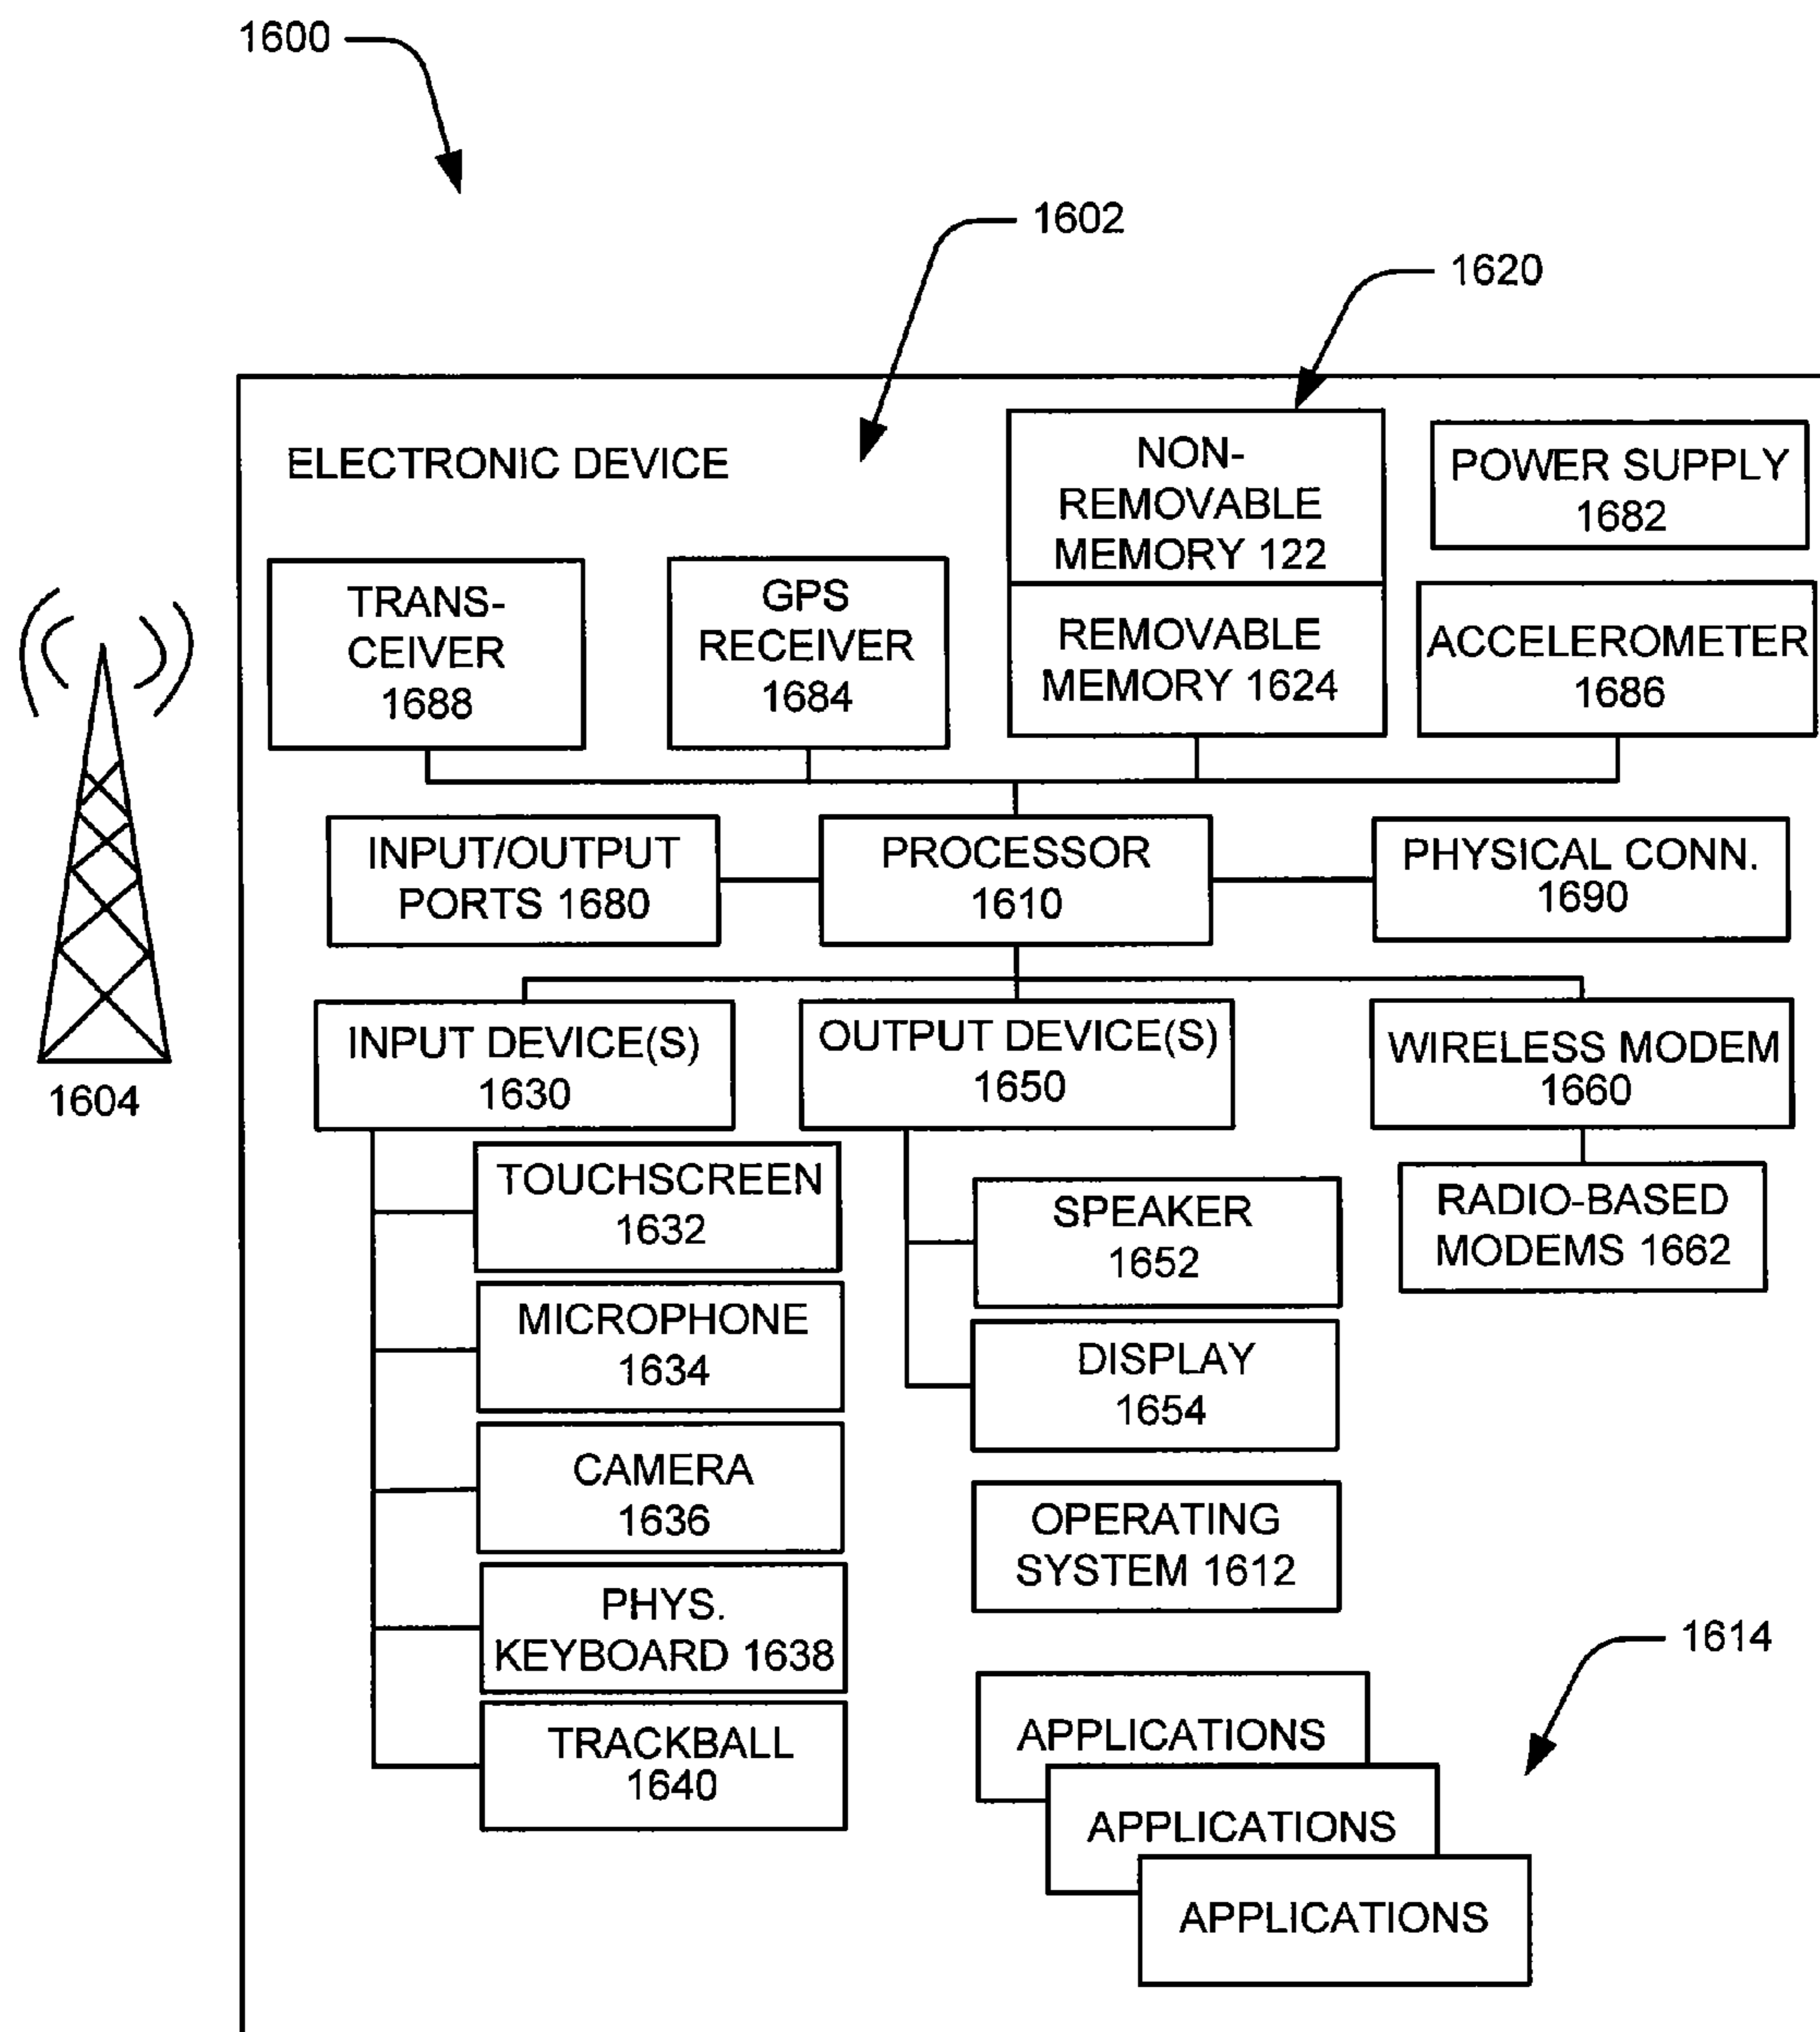 1600
1602
1620
ELECTRONIC DEVICE
NON-
REMOVABLE
MEMORY 122
REMOVABLE
MEMORY 1624
POWER SUPPLY
1682
TRANS-
CEIVER
1688
GPS
RECEIVER
1684
ACCELEROMETER
1686
INPUT/OUTPUT
PORTS 1680
PROCESSOR
1610
PHYSICAL CONN.
1690
1604
INPUT DEVICE(S)
1630
OUTPUT DEVICE(S)
1650
WIRELESS MODEM
1660
TOUCHSCREEN
1632
MICROPHONE
1634
CAMERA
1636
PHYS.
KEYBOARD 1638
TRACKBALL
1640
SPEAKER
1652
DISPLAY
1654
RADIO-BASED
MODEMS 1662
OPERATING
SYSTEM 1612
1614
APPLICATIONS
APPLICATIONS
APPLICATIONS